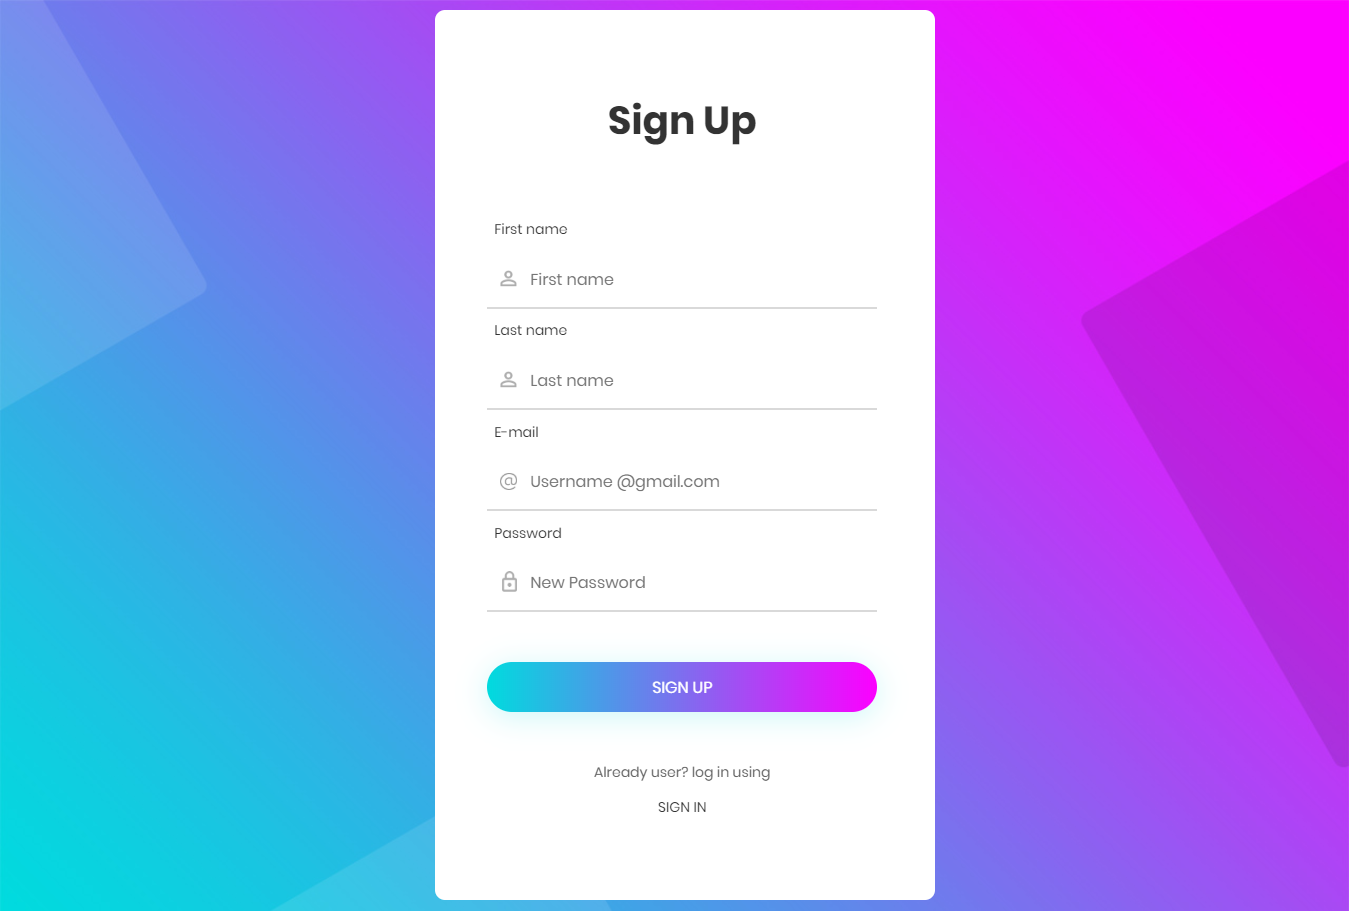 Sign Up
First name
First name
Last name
Last name
E-mail
Username @gmail.com
Password
New Password
SIGN UP
Already user? log in using
SIGN IN